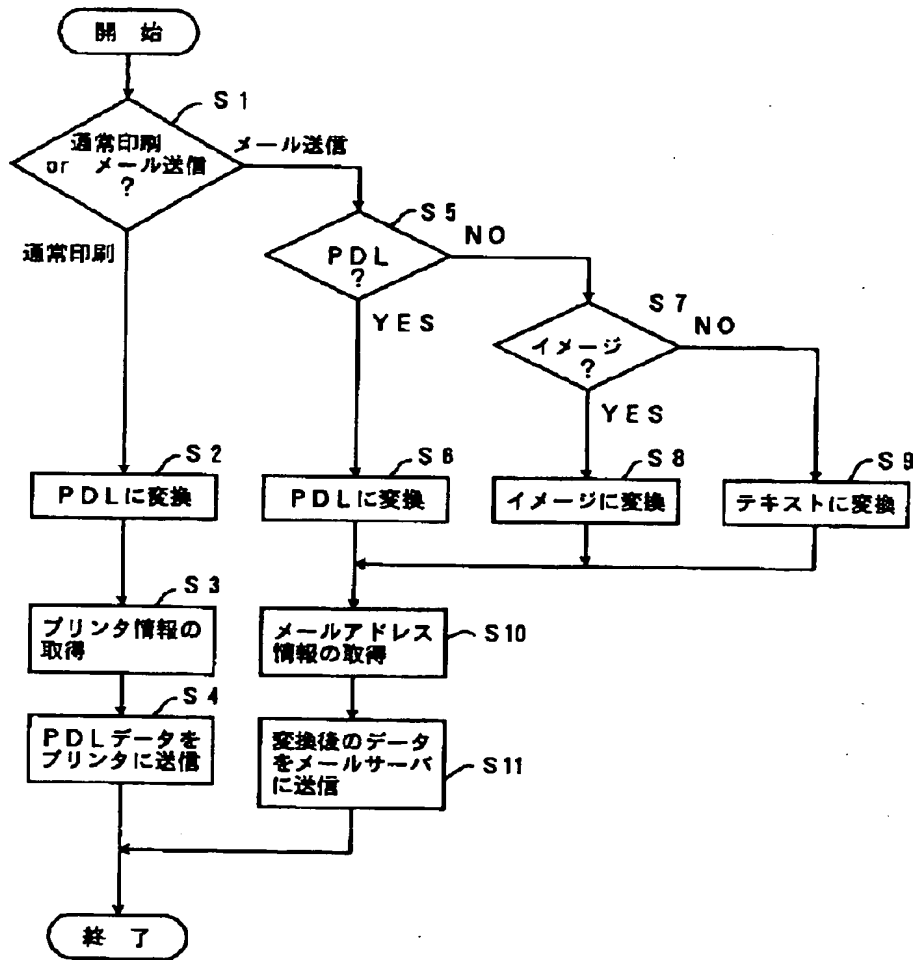 開 始
S1
通常印刷
or メール送信
?
メール送信
通常印刷
S5
PDL
?
NO
YES
S7
イメージ
?
NO
YES
S2
PDLに変換
S6
PDLに変換
S8
イメージに変換
S9
テキストに変換
S3
プリンタ情報の
取得
S10
メールアドレス
情報の取得
S4
PDLデータを
プリンタに送信
S11
変換後のデータ
をメールサーバ
に送信
終 了